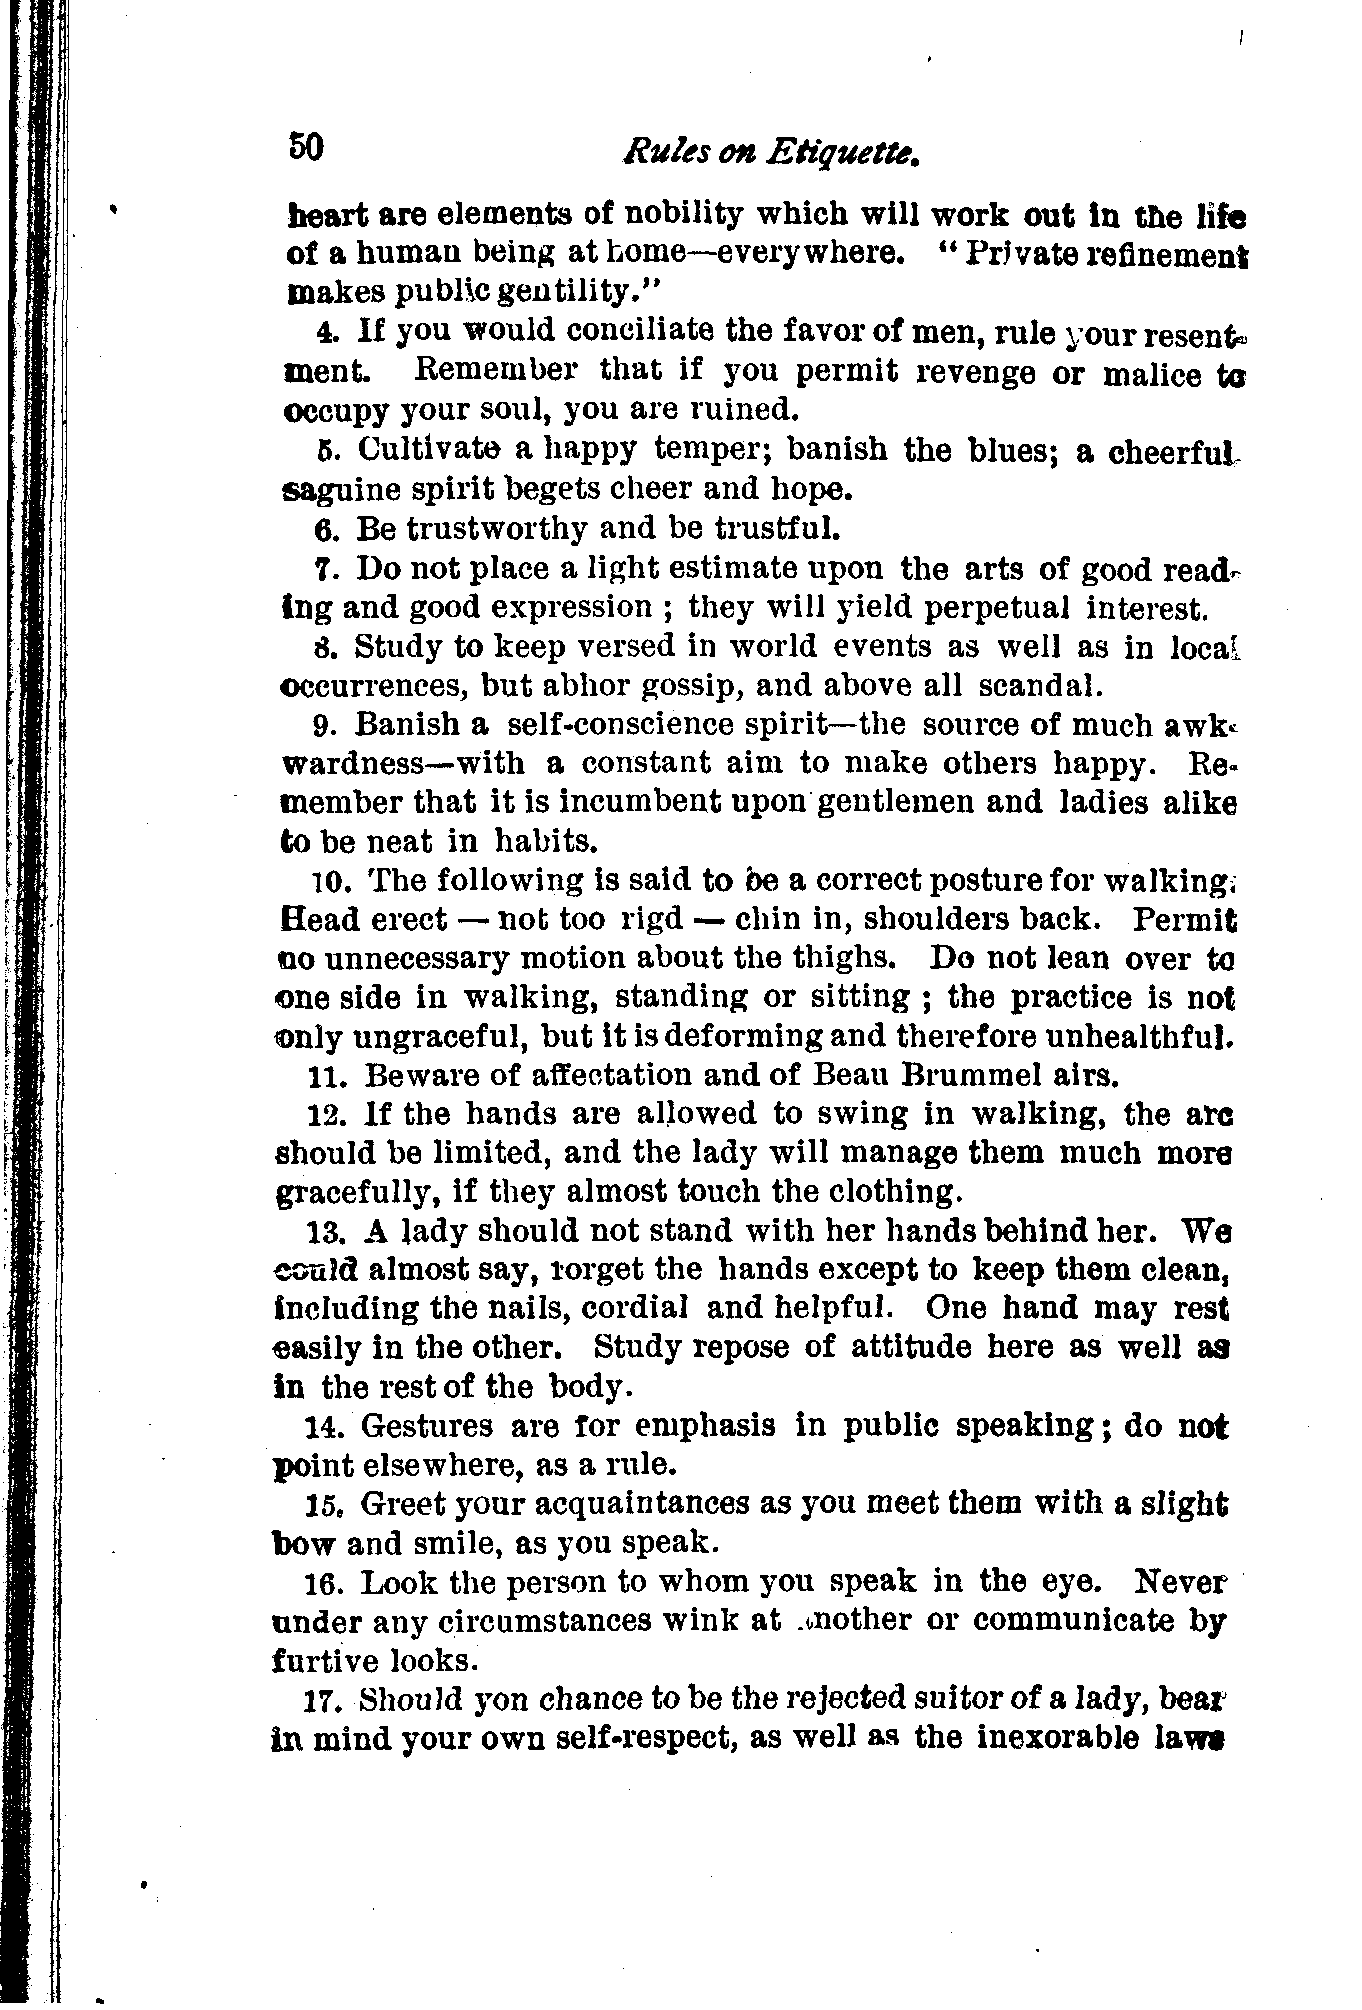 50 Rules on Etiquette.
heart are elements of nobility which will work out in the life
of a human being at home—everywhere. “Private refinement
makes public gentility.”
4. If you would conciliate the favor of men, rule your resent-
ment. Remember that if you permit revenge or malice to
occupy your soul, you are ruined.
5. Cultivate a happy temper; banish the blues; a cheerful
saguine spirit begets cheer and hope.
6. Be trustworthy and be trustful.
7. Do not place a light estimate upon the arts of good read-
ing and good expression ; they will yield perpetual interest.
8. Study to keep versed in world events as well as in local
occurrences, but abhor gossip, and above all scandal.
9. Banish a self-conscience spirit—the source of much awk-
wardness—with a constant aim to make others happy. Re-
member that it is incumbent upon gentlemen and ladies alike
to be neat in habits.
10. The following is said to be a correct posture for walking:
Head erect — not too rigd — chin in, shoulders back. Permit
no unnecessary motion about the thighs. Do not lean over to
one side in walking, standing or sitting ; the practice is not
only ungraceful, but it is deforming and therefore unhealthful.
11. Beware of affectation and of Beau Brummel airs.
12. If the hands are allowed to swing in walking, the arc
should be limited, and the lady will manage them much more
gracefully, if they almost touch the clothing.
13. A lady should not stand with her hands behind her. We
could almost say, forget the hands except to keep them clean,
including the nails, cordial and helpful. One hand may rest
easily in the other. Study repose of attitude here as well as
in the rest of the body.
14. Gestures are for emphasis in public speaking; do not
point elsewhere, as a rule.
15. Greet your acquaintances as you meet them with a slight
bow and smile, as you speak.
16. Look the person to whom you speak in the eye. Never
under any circumstances wink at another or communicate by
furtive looks.
17. Should yon chance to be the rejected suitor of a lady, bear
in mind your own self-respect, as well as the inexorable laws